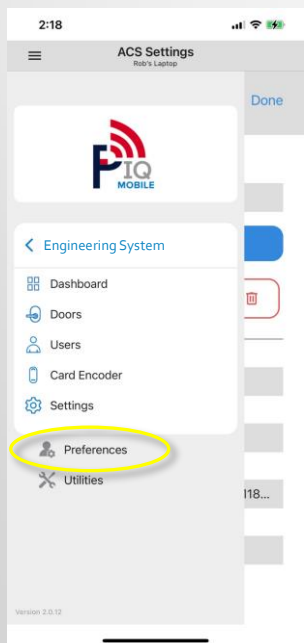 2:18
ACS Settings
Rob's Laptop
Done
PIQ
MOBILE
Engineering System
Dashboard
Doors
Users
Card Encoder
Settings
Preferences
Utilities
118...
Version 2.0.12